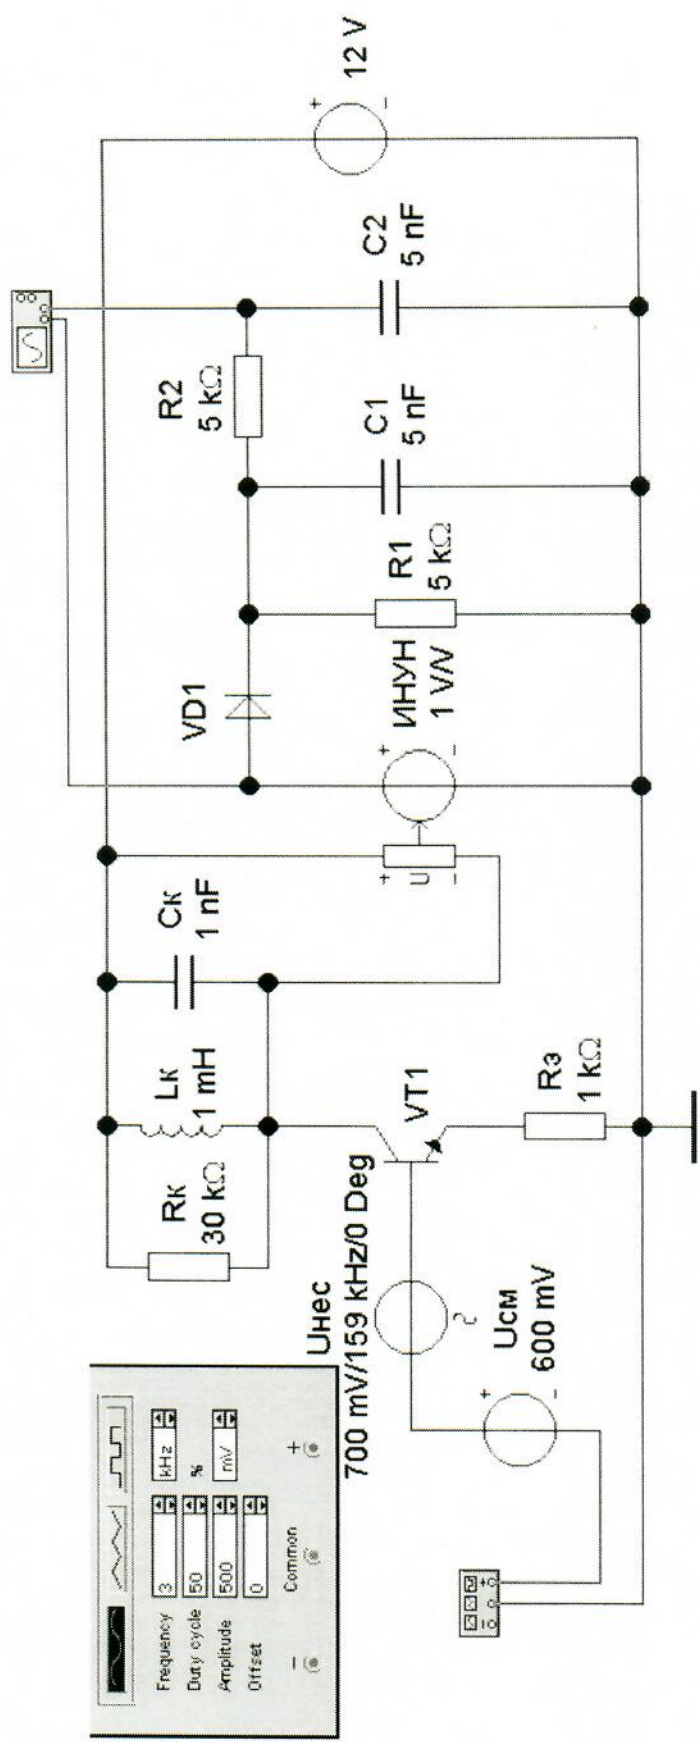 Frequency 3 kHz
Duty cycle 50 %
Amplitude 500 mV
Offset 0
− Common +
Rк
30 kΩ
Lк
1 mH
Cк
1 nF
Uнес
700 mV/159 kHz/0 Deg
Uсм
600 mV
VT1
Rэ
1 kΩ
+
U
−
ИНУН
1 V/V
+
−
VD1
R1
5 kΩ
C1
5 nF
R2
5 kΩ
C2
5 nF
+
−
12 V
+
−